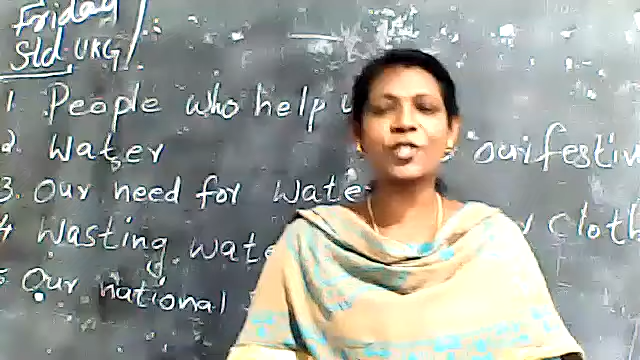 Friday
Std UKG
1 People who help
2. Water our festiv
3. Our need for Wate
4 Wasting wate cloth
5 Our national